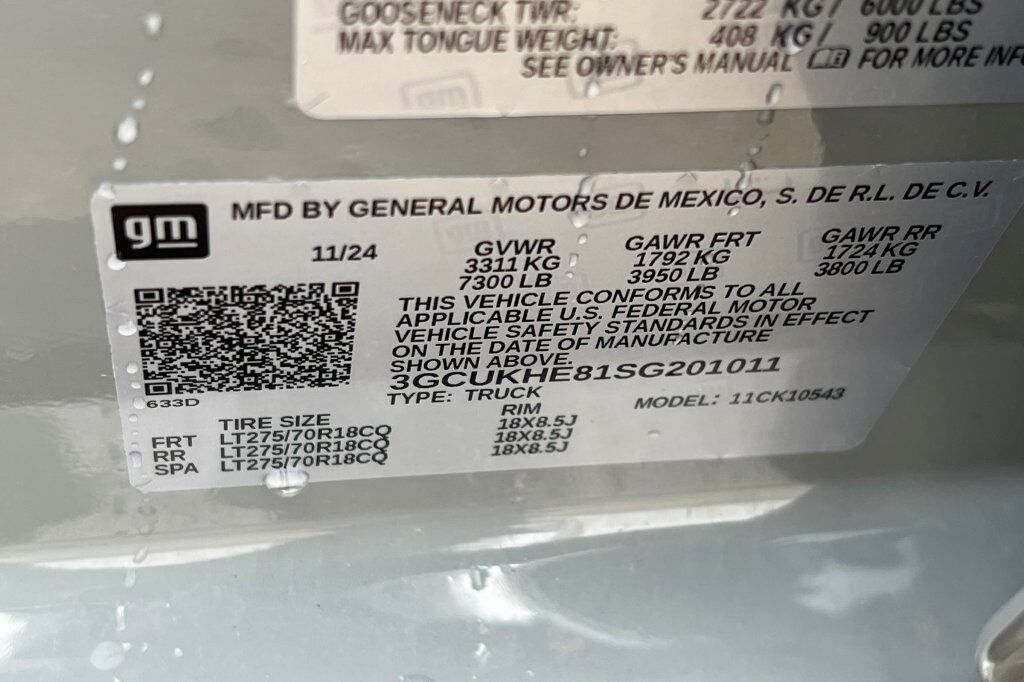 GOOSENECK TWR: 2722 KG / 6000 LBS
MAX TONGUE WEIGHT: 408 KG / 900 LBS
SEE OWNER'S MANUAL FOR MORE INF
gm
gm MFD BY GENERAL MOTORS DE MEXICO, S. DE R.L. DE C.V.
11/24 GVWR GAWR FRT GAWR RR
3311 KG 1792 KG 1724 KG
7300 LB 3950 LB 3800 LB
THIS VEHICLE CONFORMS TO ALL
APPLICABLE U.S. FEDERAL MOTOR
VEHICLE SAFETY STANDARDS IN EFFECT
ON THE DATE OF MANUFACTURE
SHOWN ABOVE.
3GCUKHE81SG201011
633D TYPE: TRUCK MODEL: 11CK10543
TIRE SIZE RIM
FRT LT275/70R18CQ 18X8.5J
RR LT275/70R18CQ 18X8.5J
SPA LT275/70R18CQ 18X8.5J